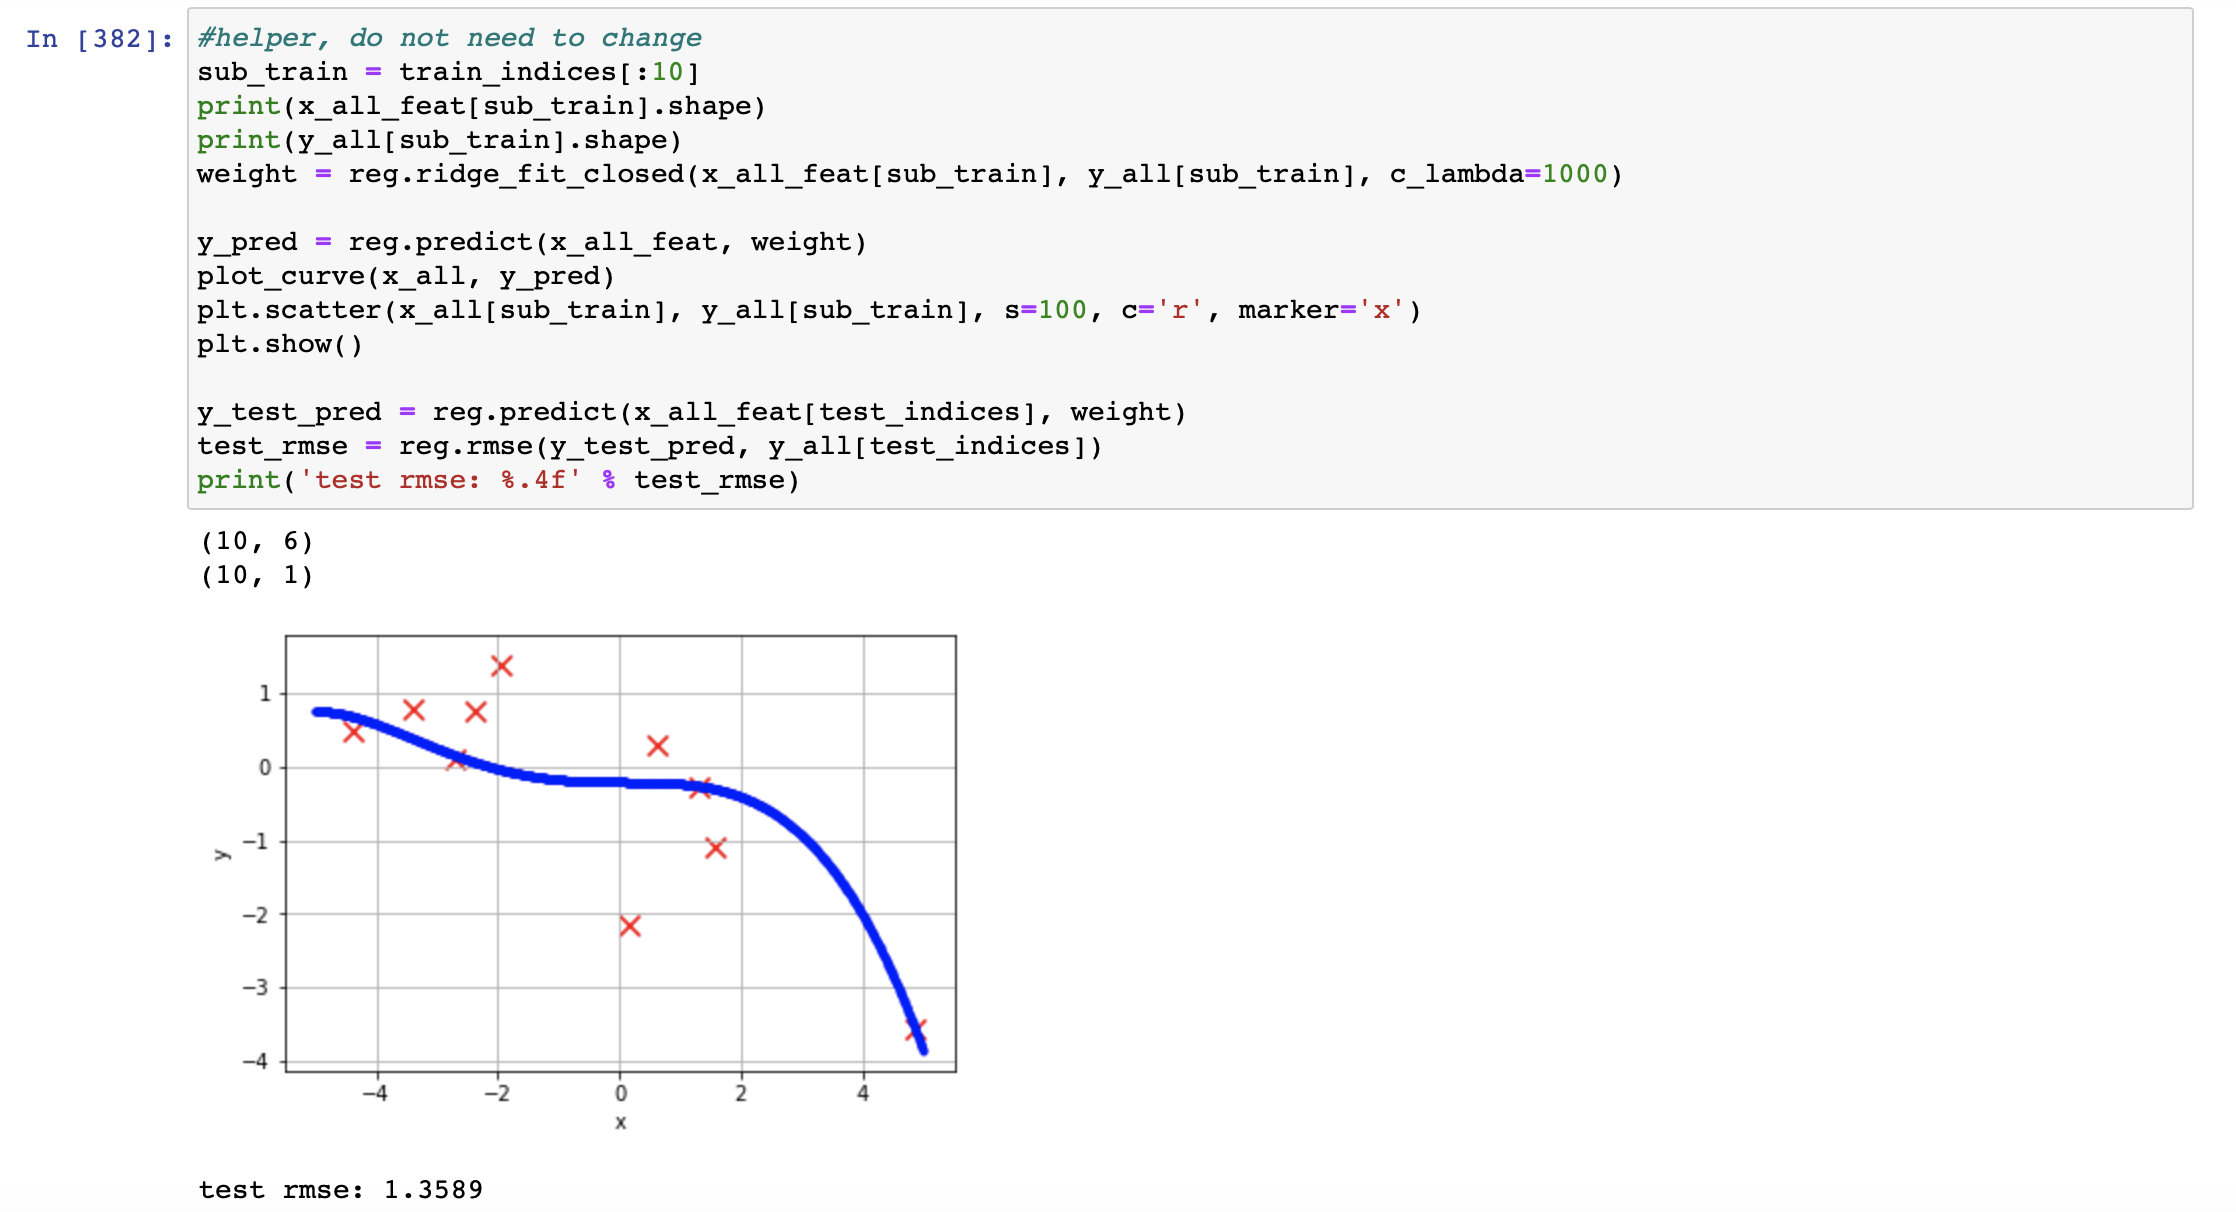 In [382]:
#helper, do not need to change
sub_train = train_indices[:10]
print(x_all_feat[sub_train].shape)
print(y_all[sub_train].shape)
weight = reg.ridge_fit_closed(x_all_feat[sub_train], y_all[sub_train], c_lambda=1000)
y_pred = reg.predict(x_all_feat, weight)
plot_curve(x_all, y_pred)
plt.scatter(x_all[sub_train], y_all[sub_train], s=100, c='r', marker='x')
plt.show()
y_test_pred = reg.predict(x_all_feat[test_indices], weight)
test_rmse = reg.rmse(y_test_pred, y_all[test_indices])
print('test rmse: %.4f' % test_rmse)
(10, 6)
(10, 1)
1
0
−1
y
−2
−3
−4
−4 −2 0 2 4
x
test rmse: 1.3589